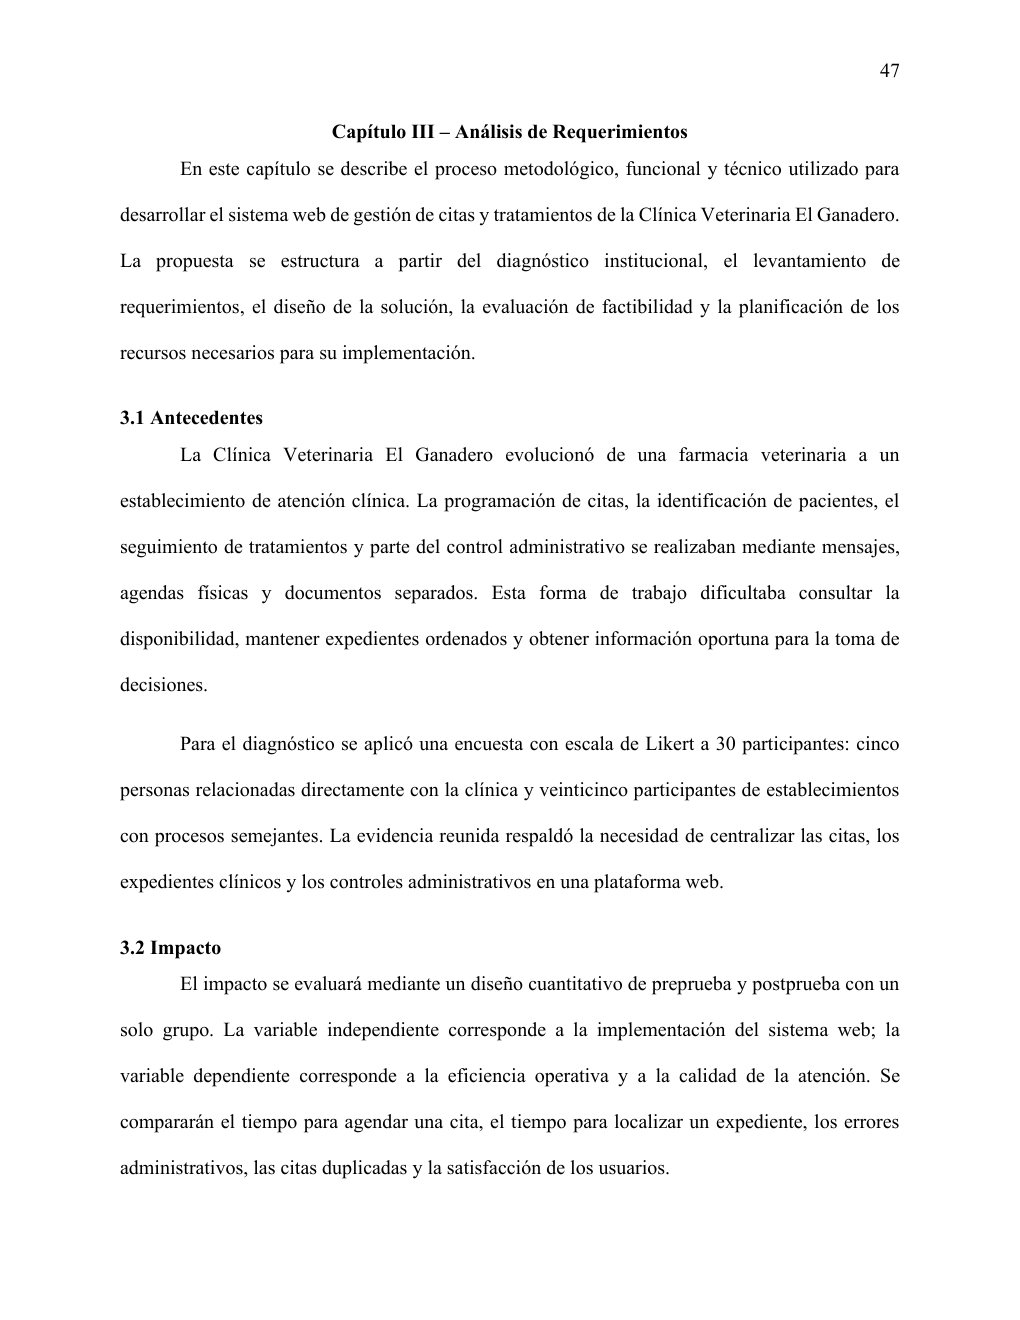 47
Capítulo III – Análisis de Requerimientos
En este capítulo se describe el proceso metodológico, funcional y técnico utilizado para
desarrollar el sistema web de gestión de citas y tratamientos de la Clínica Veterinaria El Ganadero.
La propuesta se estructura a partir del diagnóstico institucional, el levantamiento de
requerimientos, el diseño de la solución, la evaluación de factibilidad y la planificación de los
recursos necesarios para su implementación.
3.1 Antecedentes
La Clínica Veterinaria El Ganadero evolucionó de una farmacia veterinaria a un
establecimiento de atención clínica. La programación de citas, la identificación de pacientes, el
seguimiento de tratamientos y parte del control administrativo se realizaban mediante mensajes,
agendas físicas y documentos separados. Esta forma de trabajo dificultaba consultar la
disponibilidad, mantener expedientes ordenados y obtener información oportuna para la toma de
decisiones.
Para el diagnóstico se aplicó una encuesta con escala de Likert a 30 participantes: cinco
personas relacionadas directamente con la clínica y veinticinco participantes de establecimientos
con procesos semejantes. La evidencia reunida respaldó la necesidad de centralizar las citas, los
expedientes clínicos y los controles administrativos en una plataforma web.
3.2 Impacto
El impacto se evaluará mediante un diseño cuantitativo de preprueba y postprueba con un
solo grupo. La variable independiente corresponde a la implementación del sistema web; la
variable dependiente corresponde a la eficiencia operativa y a la calidad de la atención. Se
compararán el tiempo para agendar una cita, el tiempo para localizar un expediente, los errores
administrativos, las citas duplicadas y la satisfacción de los usuarios.